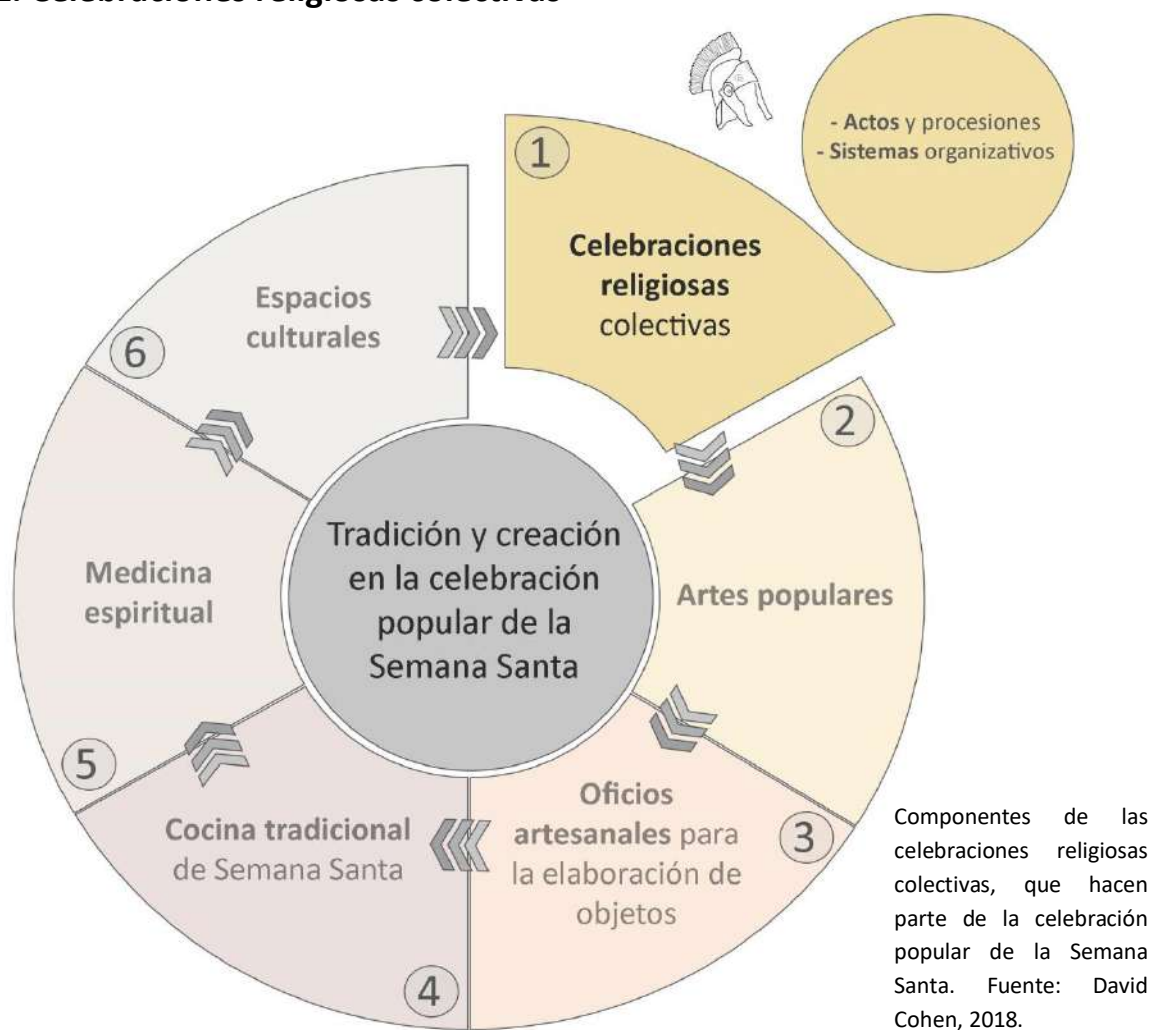 1. Celebraciones religiosas colectivas
- Actos y procesiones
- Sistemas organizativos
1
Celebraciones
religiosas
colectivas
2
Artes populares
3
Oficios
artesanales para
la elaboración de
objetos
4
Cocina tradicional
de Semana Santa
5
Medicina
espiritual
6
Espacios
culturales
Tradición y creación
en la celebración
popular de la
Semana Santa
Componentes de las
celebraciones religiosas
colectivas, que hacen
parte de la celebración
popular de la Semana
Santa. Fuente: David
Cohen, 2018.